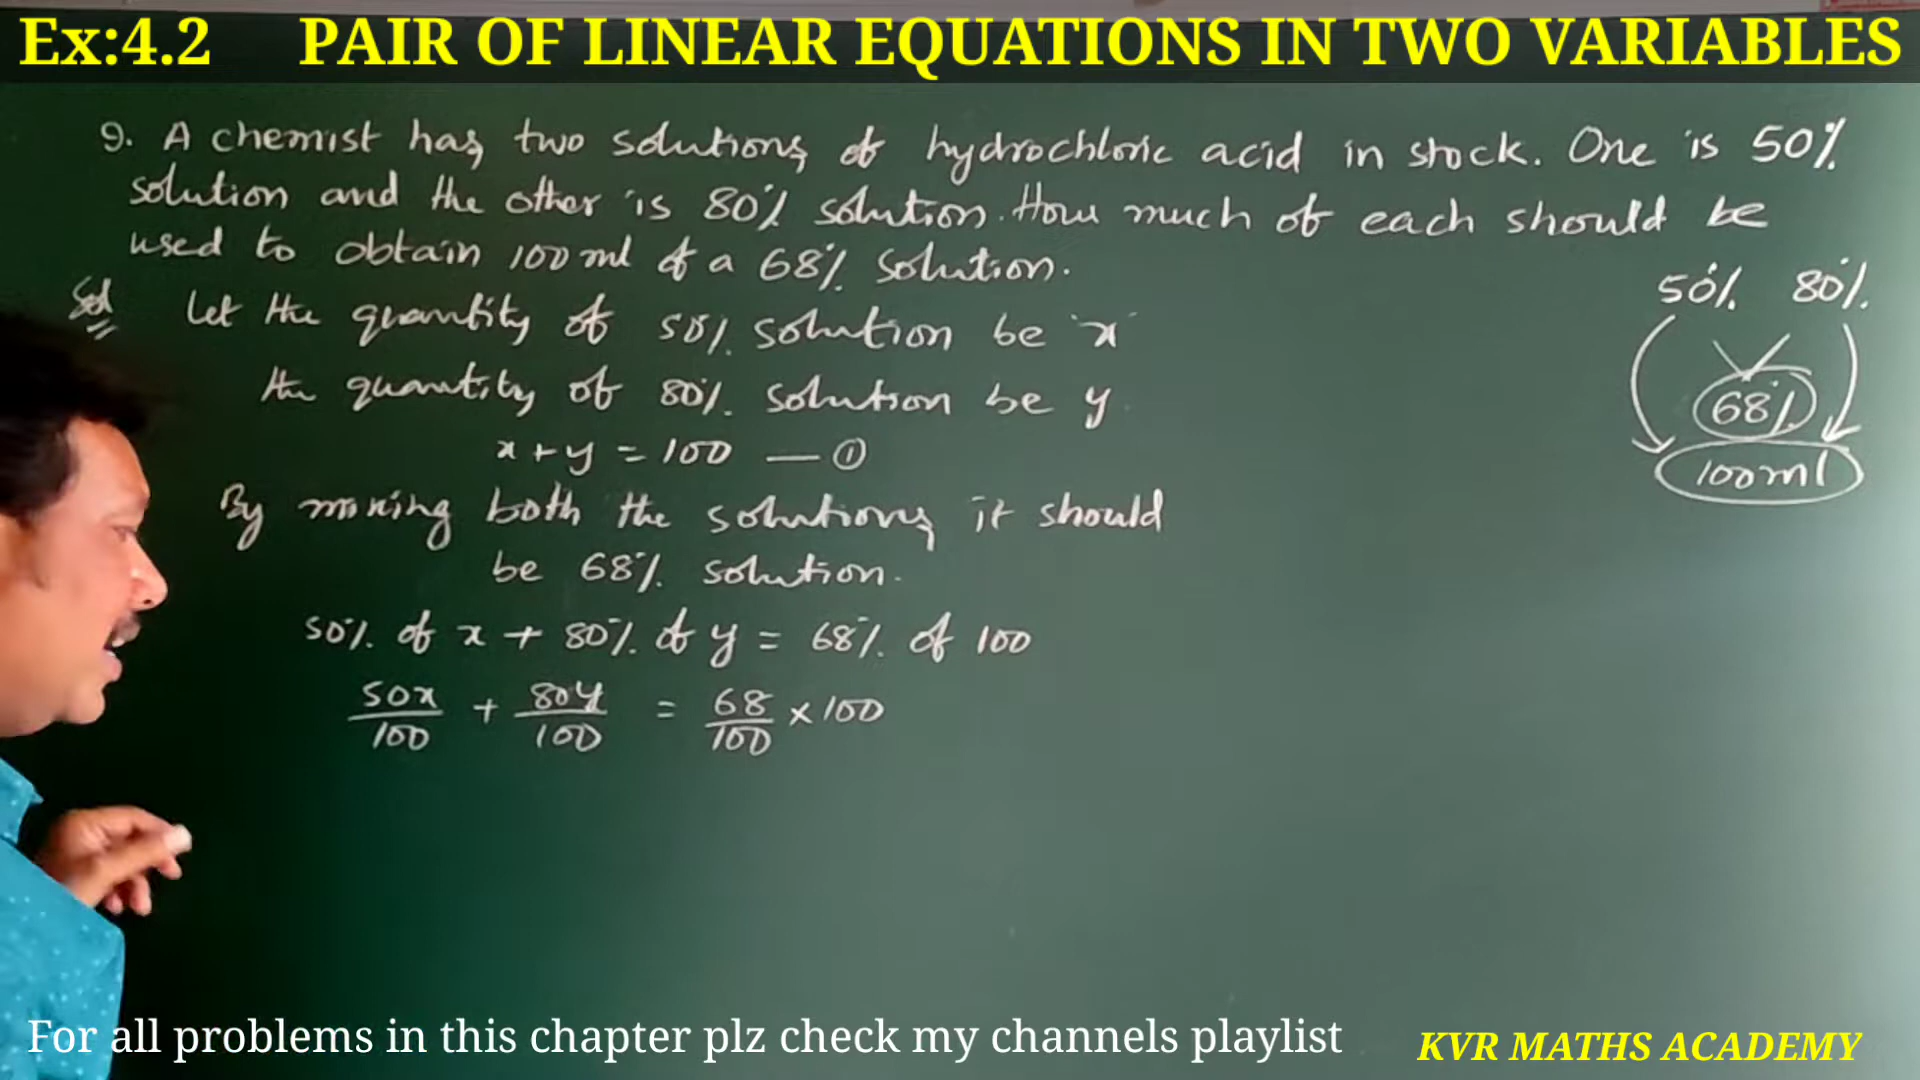 Ex:4.2 PAIR OF LINEAR EQUATIONS IN TWO VARIABLES
9. A chemist has two solutions of hydrochloric acid in stock. One is 50%
solution and the other is 80% solution. How much of each should be
used to obtain 100 ml of a 68% solution.
Sol Let the quantity of 50% solution be 'x'
the quantity of 80% solution be y
x + y = 100 — ①
By mixing both the solutions it should
be 68% solution.
50% of x + 80% of y = 68% of 100
50x/100 + 80y/100 = 68/100 × 100
50% 80%
68%
100ml
For all problems in this chapter plz check my channels playlist
KVR MATHS ACADEMY